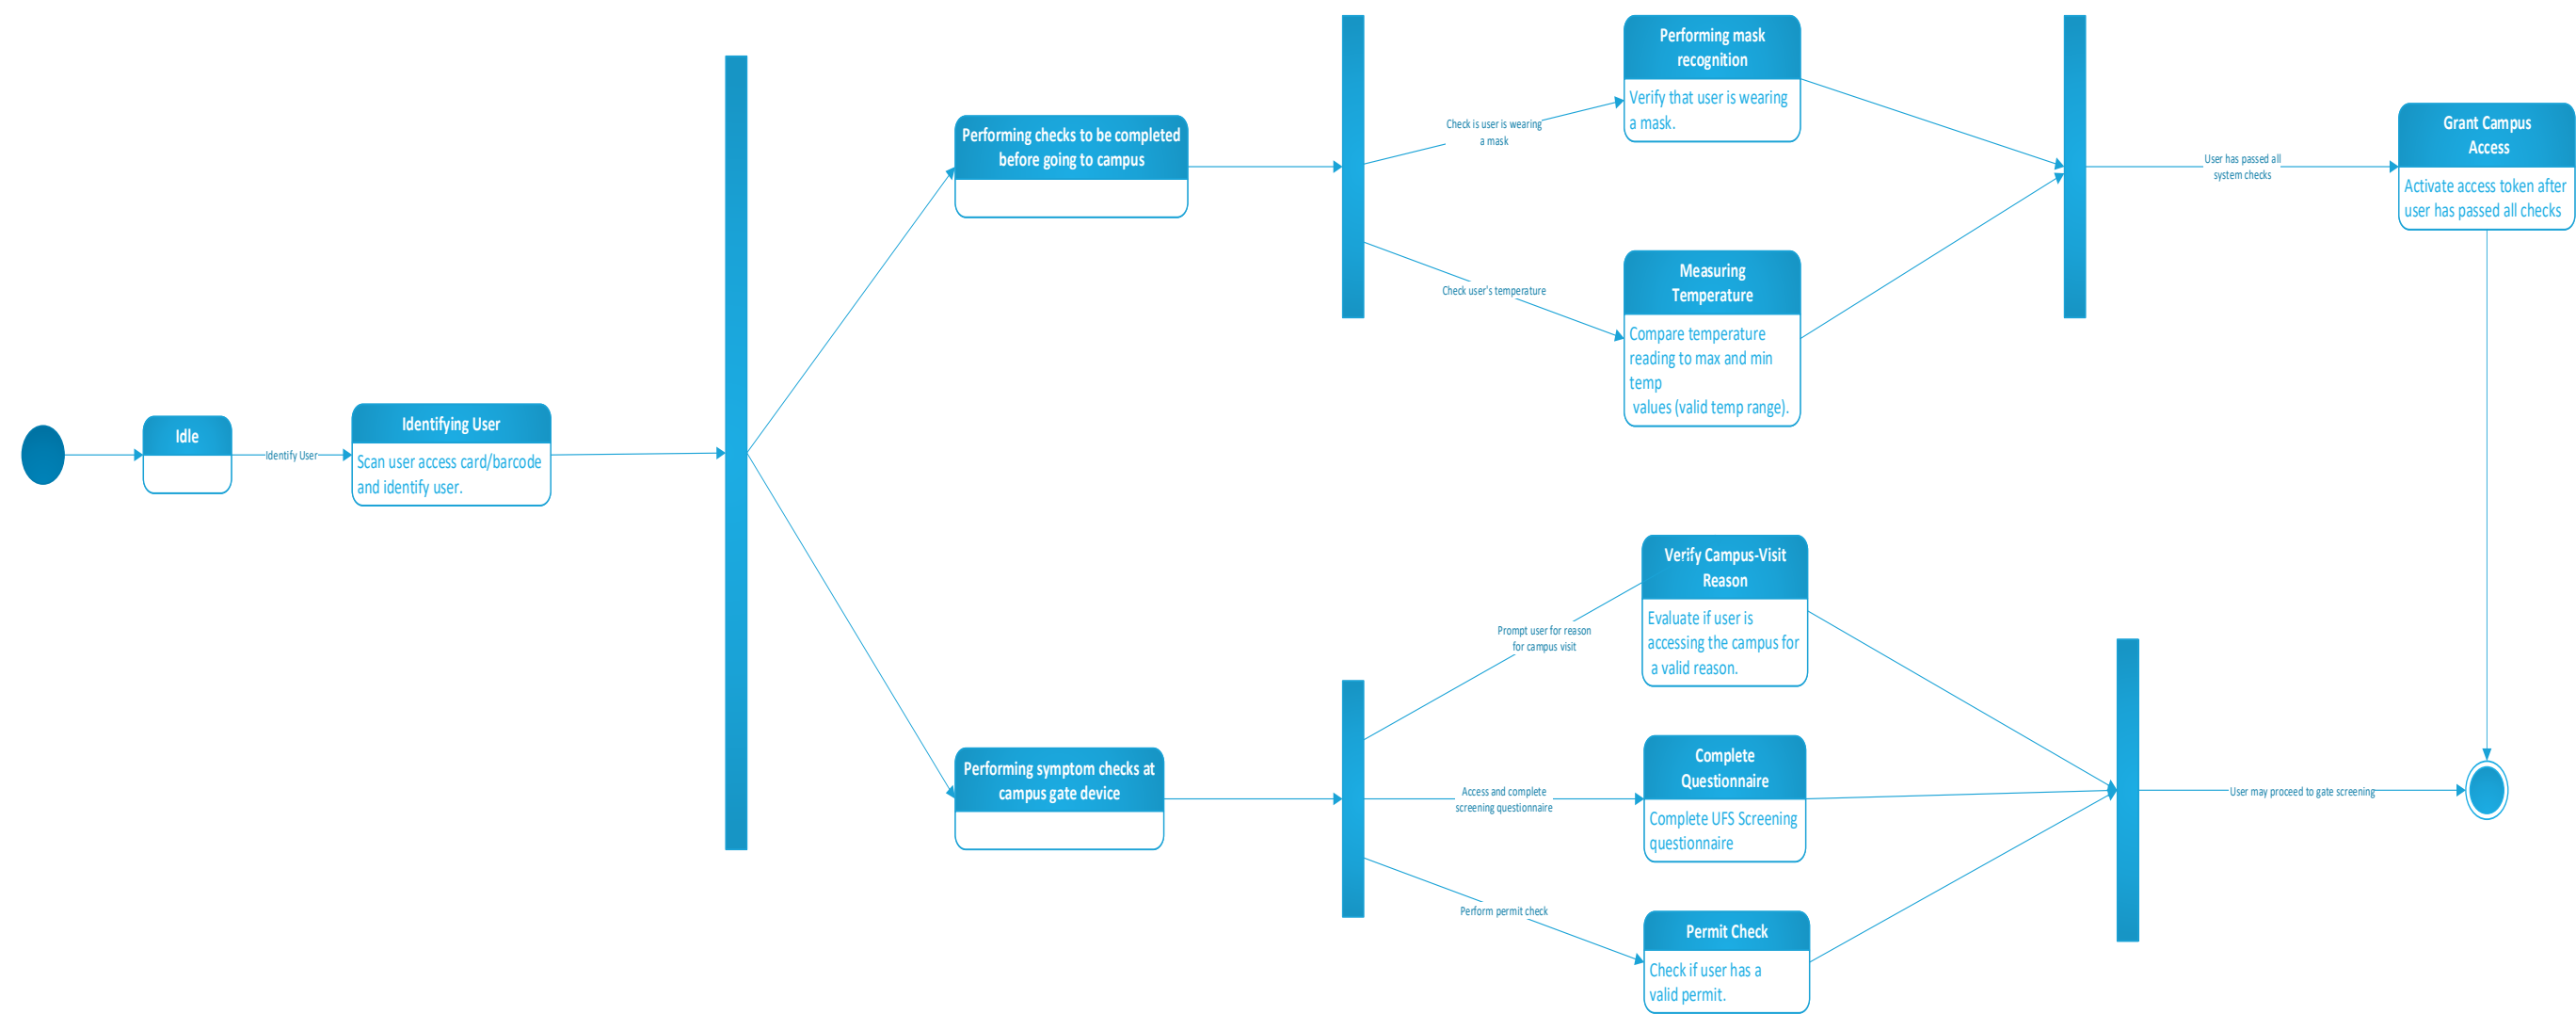 Idle
Identify User
Identifying User
Scan user access card/barcode
and identify user.
Performing checks to be completed
before going to campus
Check is user is wearing
a mask
Performing mask
recognition
Verify that user is wearing
a mask.
Check user's temperature
Measuring
Temperature
Compare temperature
reading to max and min
temp
values (valid temp range).
User has passed all
system checks
Grant Campus
Access
Activate access token after
user has passed all checks
Performing symptom checks at
campus gate device
Prompt user for reason
for campus visit
Verify Campus-Visit
Reason
Evaluate if user is
accessing the campus for
a valid reason.
Access and complete
screening questionnaire
Complete
Questionnaire
Complete UFS Screening
questionnaire
Perform permit check
Permit Check
Check if user has a
valid permit.
User may proceed to gate screening